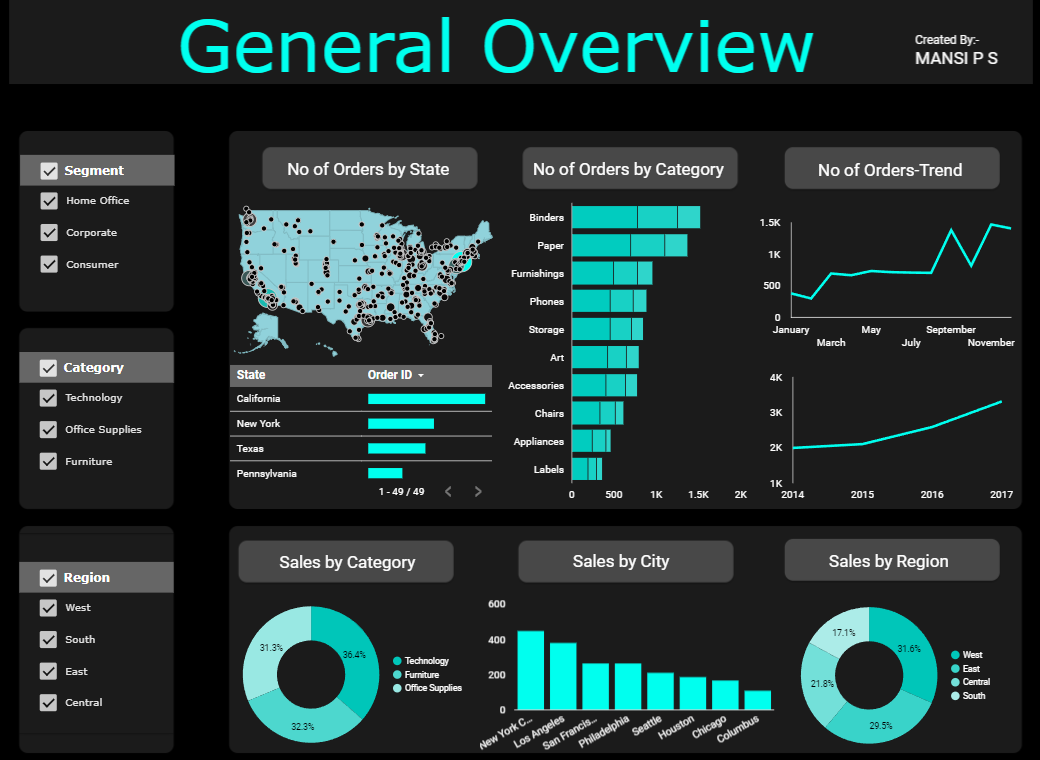 General Overview
Created By:-
MANSI P S
Segment
Home Office
Corporate
Consumer
Category
Technology
Office Supplies
Furniture
Region
West
South
East
Central
No of Orders by State
State Order ID
California
New York
Texas
Pennsylvania
1 - 49 / 49
No of Orders by Category
Binders
Paper
Furnishings
Phones
Storage
Art
Accessories
Chairs
Appliances
Labels
0 500 1K 1.5K 2K
No of Orders-Trend
1.5K
1K
500
0
January May September
March July November
4K
3K
2K
1K
2014 2015 2016 2017
Sales by Category
31.3%
36.4%
32.3%
Technology
Furniture
Office Supplies
Sales by City
600
400
200
0
New York C...
Los Angeles
San Francis...
Philadelphia
Seattle
Houston
Chicago
Columbus
Sales by Region
17.1%
31.6%
21.8%
29.5%
West
East
Central
South